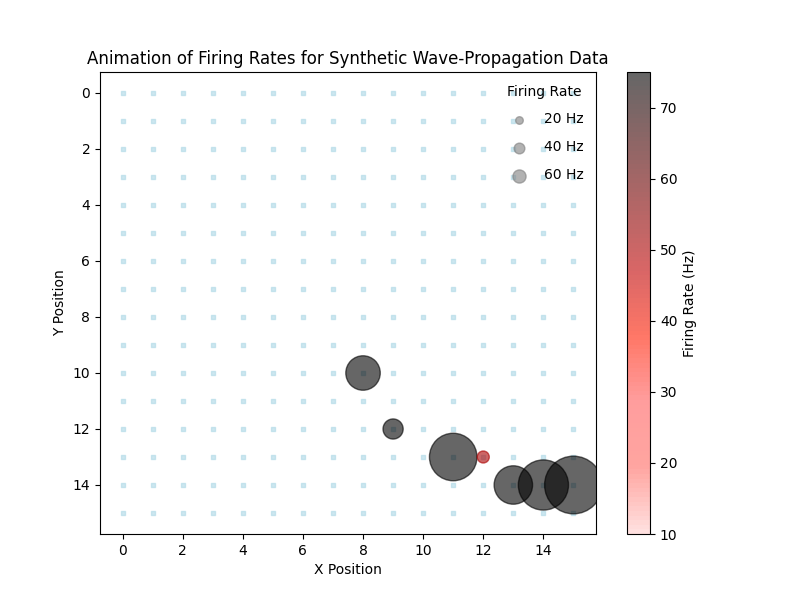 Animation of Firing Rates for Synthetic Wave-Propagation Data
Firing Rate
20 Hz
40 Hz
60 Hz
0
2
4
6
8
10
12
14
Y Position
0 2 4 6 8 10 12 14
X Position
70
60
50
40
30
20
10
Firing Rate (Hz)